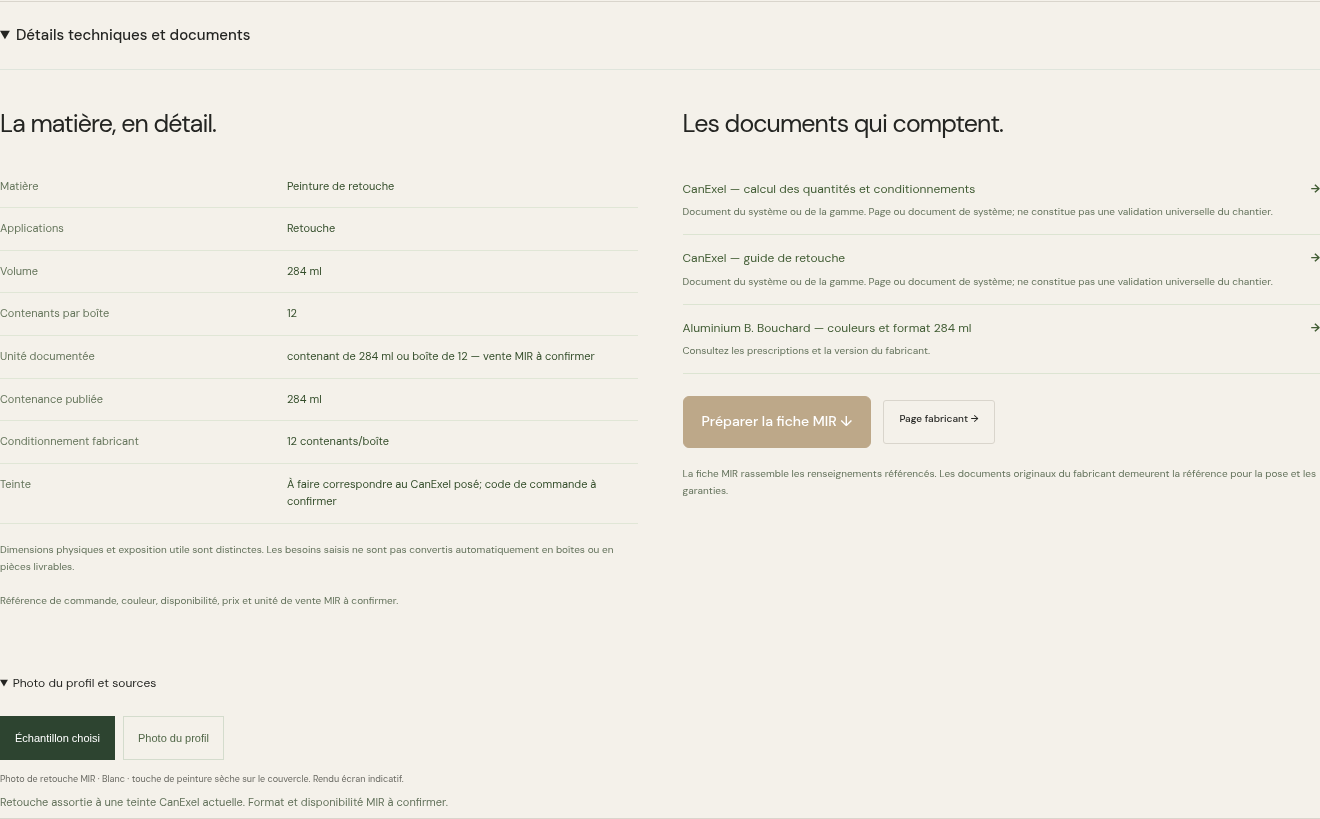 ▼ Détails techniques et documents
La matière, en détail.
Matière Peinture de retouche
Applications Retouche
Volume 284 ml
Contenants par boîte 12
Unité documentée contenant de 284 ml ou boîte de 12 — vente MIR à confirmer
Contenance publiée 284 ml
Conditionnement fabricant 12 contenants/boîte
Teinte À faire correspondre au CanExel posé; code de commande à
confirmer
Dimensions physiques et exposition utile sont distinctes. Les besoins saisis ne sont pas convertis automatiquement en boîtes ou en
pièces livrables.
Référence de commande, couleur, disponibilité, prix et unité de vente MIR à confirmer.
Les documents qui comptent.
CanExel — calcul des quantités et conditionnements →
Document du système ou de la gamme. Page ou document de système; ne constitue pas une validation universelle du chantier.
CanExel — guide de retouche →
Document du système ou de la gamme. Page ou document de système; ne constitue pas une validation universelle du chantier.
Aluminium B. Bouchard — couleurs et format 284 ml →
Consultez les prescriptions et la version du fabricant.
Préparer la fiche MIR ↓ Page fabricant →
La fiche MIR rassemble les renseignements référencés. Les documents originaux du fabricant demeurent la référence pour la pose et les
garanties.
▼ Photo du profil et sources
Échantillon choisi Photo du profil
Photo de retouche MIR · Blanc · touche de peinture sèche sur le couvercle. Rendu écran indicatif.
Retouche assortie à une teinte CanExel actuelle. Format et disponibilité MIR à confirmer.